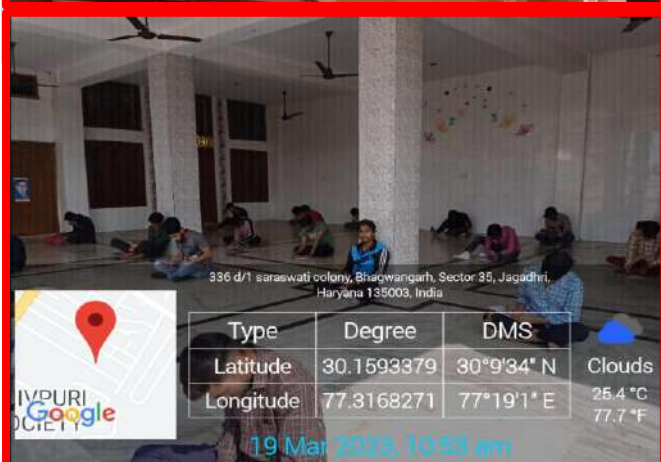 336 d/1 saraswati colony, Bhagwangarh, Sector 35, Jagadhri,
Haryana 135003, India
Type Degree DMS
Latitude 30.1593379 30°9'34" N
Longitude 77.3168271 77°19'1" E
Clouds
25.4 °C
77.7 °F
IVPURI
OCIETY
Google
19 Mar 2023, 10:53 am